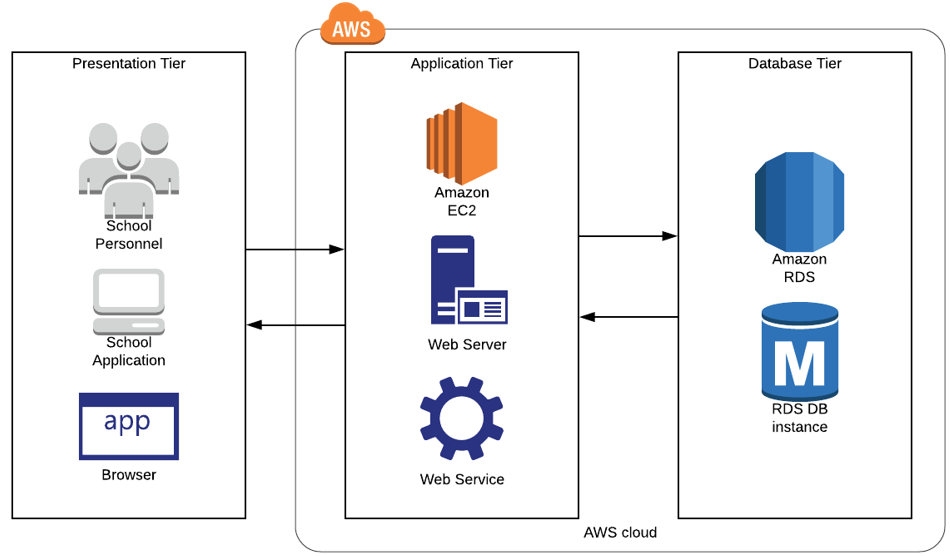 AWS
Presentation Tier
School
Personnel
School
Application
app
Browser
Application Tier
Amazon
EC2
Web Server
Web Service
Database Tier
Amazon
RDS
M
RDS DB
instance
AWS cloud